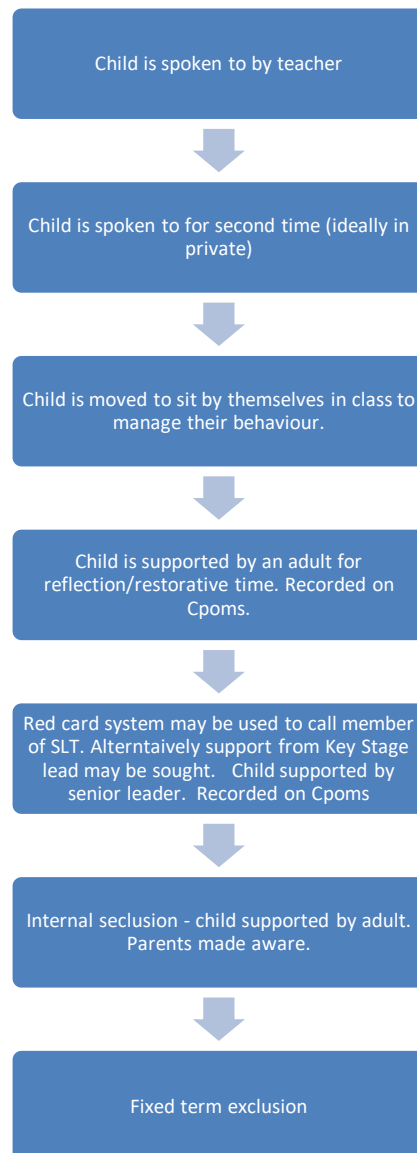 Child is spoken to by teacher
Child is spoken to for second time (ideally in
private)
Child is moved to sit by themselves in class to
manage their behaviour.
Child is supported by an adult for
reflection/restorative time. Recorded on
Cpoms.
Red card system may be used to call member
of SLT. Alterntaively support from Key Stage
lead may be sought.   Child supported by
senior leader.  Recorded on Cpoms
Internal seclusion - child supported by adult.
Parents made aware.
Fixed term exclusion